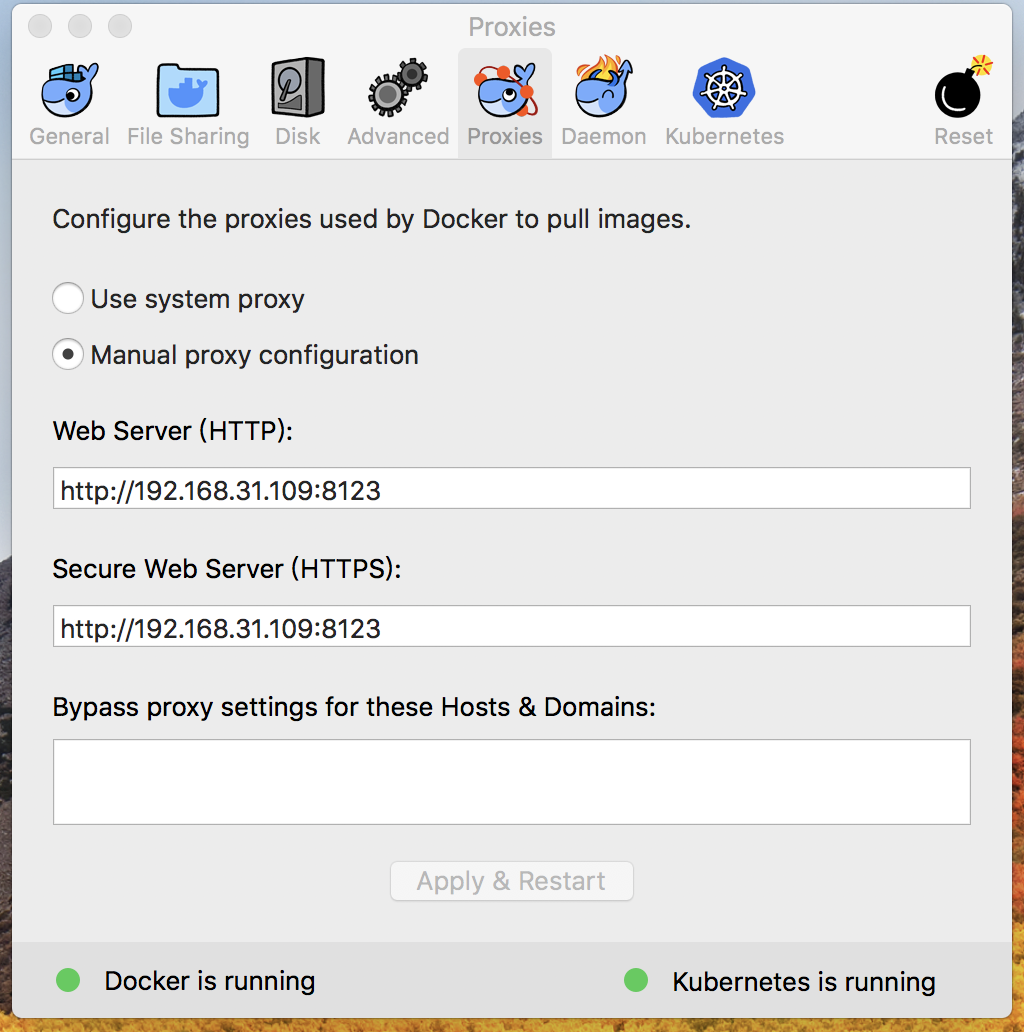 Proxies
General File Sharing Disk Advanced Proxies Daemon Kubernetes Reset
Configure the proxies used by Docker to pull images.
Use system proxy
Manual proxy configuration
Web Server (HTTP):
http://192.168.31.109:8123
Secure Web Server (HTTPS):
http://192.168.31.109:8123
Bypass proxy settings for these Hosts & Domains:
Apply & Restart
Docker is running Kubernetes is running